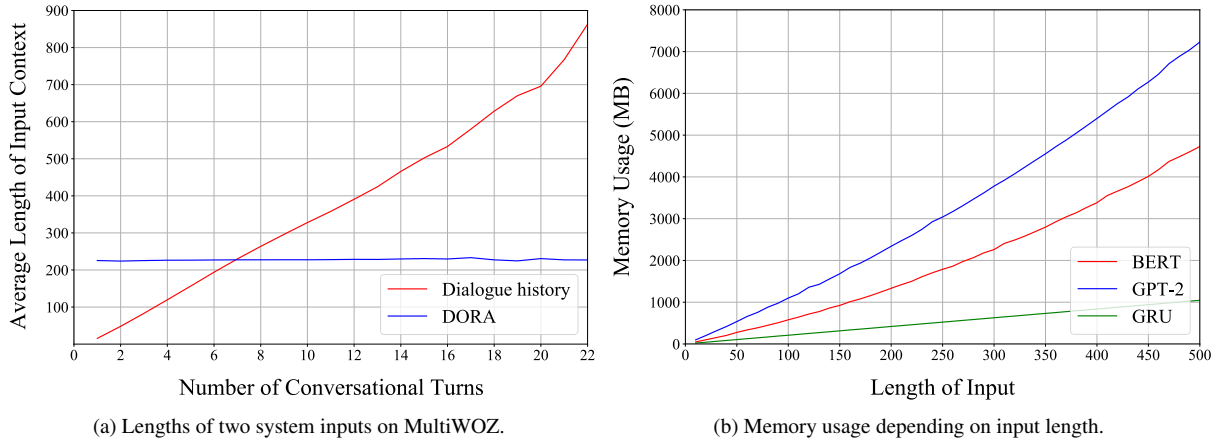 900
800
700
600
500
400
300
200
100
0 2 4 6 8 10 12 14 16 18 20 22
Average Length of Input Context
Number of Conversational Turns
Dialogue history
DORA
(a) Lengths of two system inputs on MultiWOZ.
8000
7000
6000
5000
4000
3000
2000
1000
0
0 50 100 150 200 250 300 350 400 450 500
Memory Usage (MB)
Length of Input
BERT
GPT-2
GRU
(b) Memory usage depending on input length.